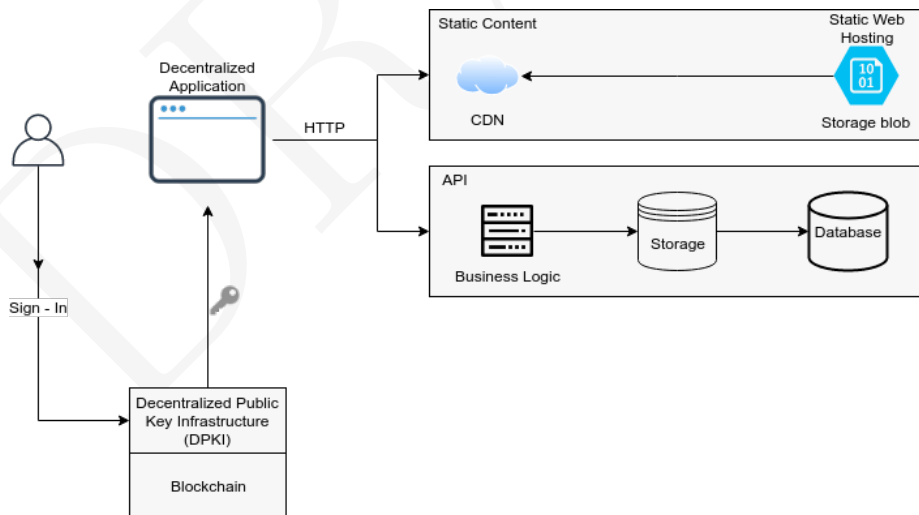 Static Content
Static Web
Hosting
Decentralized
Application
10
01
HTTP
CDN
Storage blob
API
Storage
Database
Business Logic
Sign - In
Decentralized Public
Key Infrastructure
(DPKI)
Blockchain